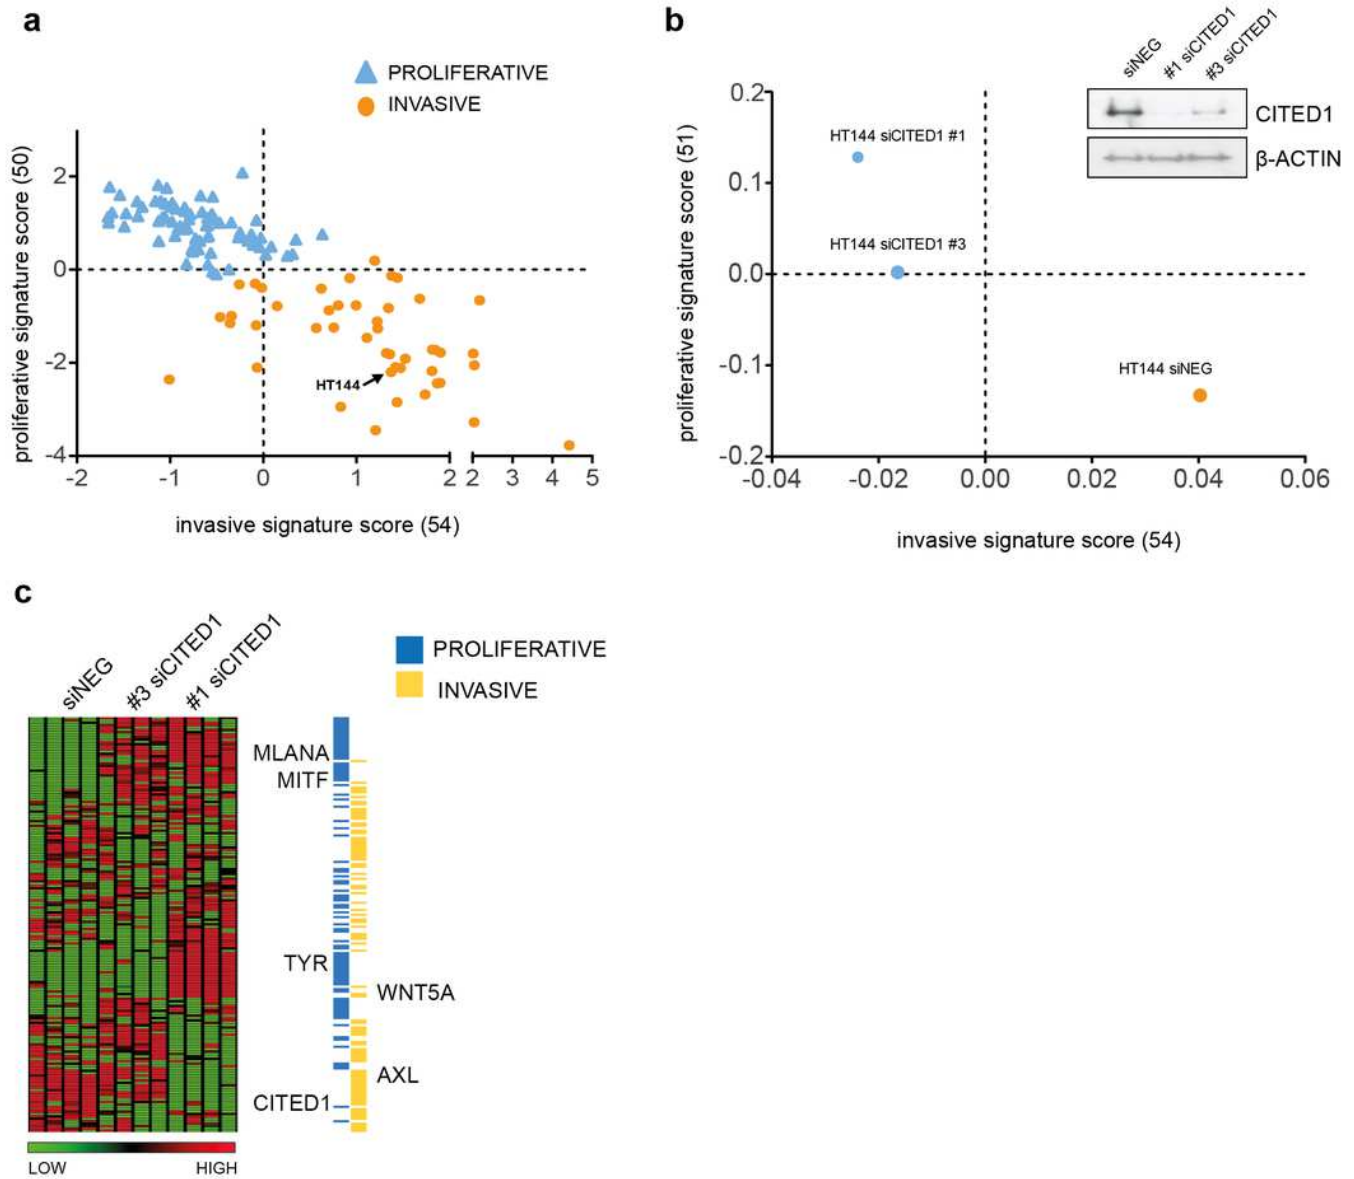 a
PROLIFERATIVE
INVASIVE
proliferative signature score (50)
2
0
-2
-4
HT144
-2 -1 0 1 2 2 3 4 5
invasive signature score (54)
b
siNEG
#1 siCITED1
#3 siCITED1
CITED1
β-ACTIN
proliferative signature score (51)
0.2
0.1
0.0
-0.1
-0.2
HT144 siCITED1 #1
HT144 siCITED1 #3
HT144 siNEG
-0.04 -0.02 0.00 0.02 0.04 0.06
invasive signature score (54)
c
siNEG
#3 siCITED1
#1 siCITED1
PROLIFERATIVE
INVASIVE
MLANA
MITF
TYR
WNT5A
AXL
CITED1
LOW HIGH